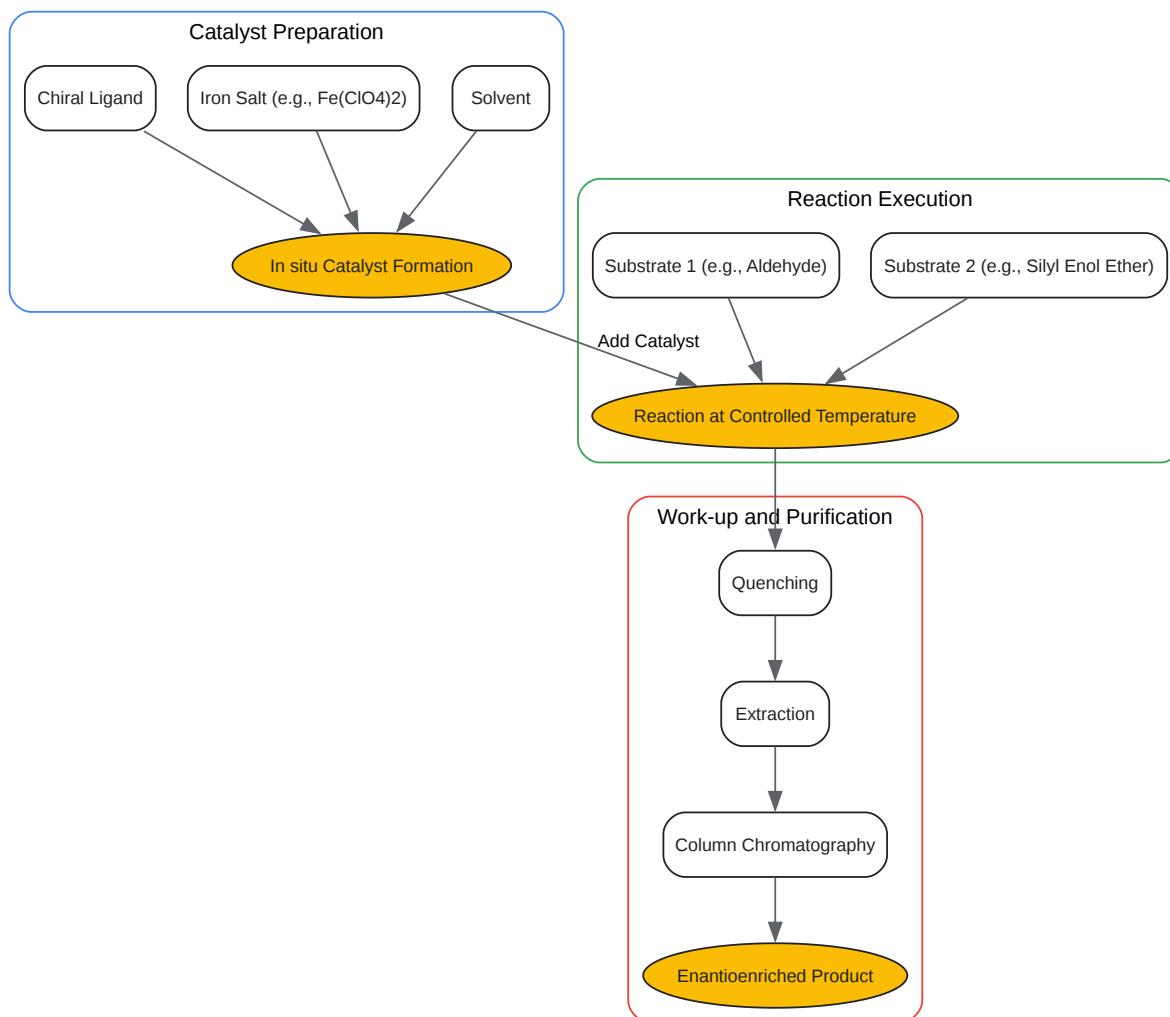 Catalyst Preparation
Chiral Ligand
Iron Salt (e.g., Fe(ClO4)2)
Solvent
In situ Catalyst Formation
Add Catalyst
Reaction Execution
Substrate 1 (e.g., Aldehyde)
Substrate 2 (e.g., Silyl Enol Ether)
Reaction at Controlled Temperature
Work-up and Purification
Quenching
Extraction
Column Chromatography
Enantioenriched Product